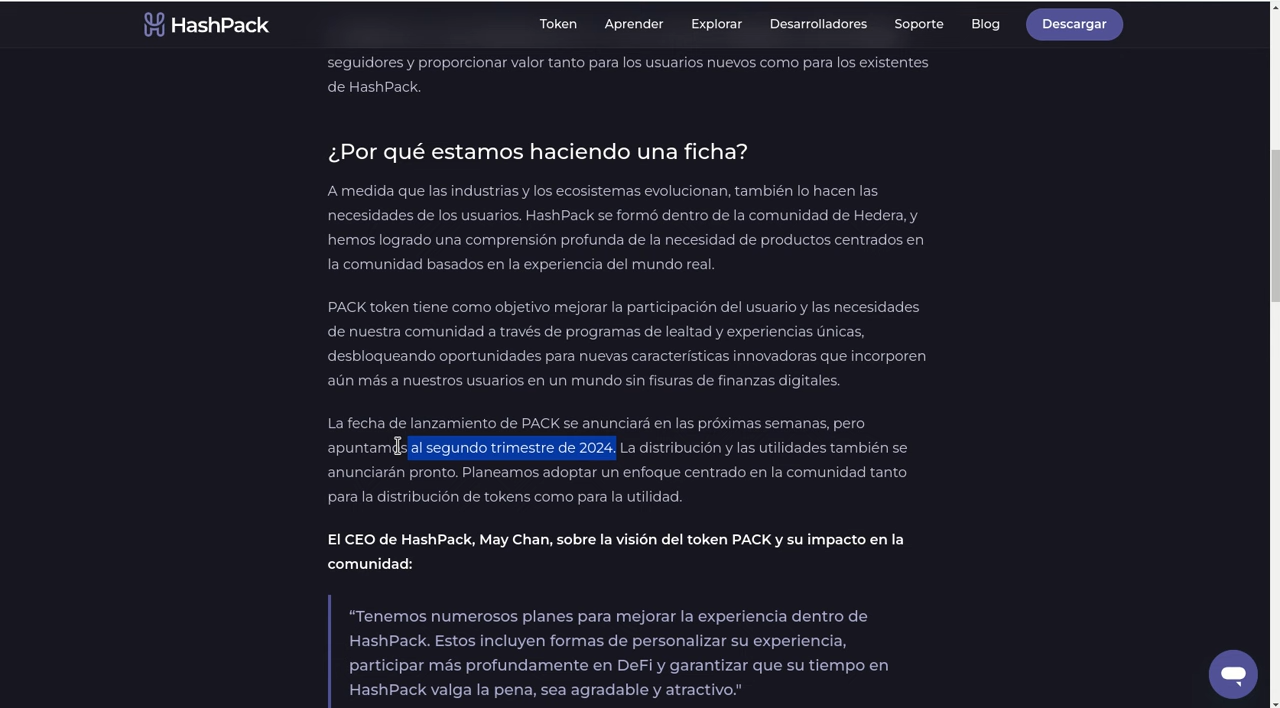 HashPack
Token
Aprender
Explorar
Desarrolladores
Soporte
Blog
Descargar
seguidores y proporcionar valor tanto para los usuarios nuevos como para los existentes
de HashPack.
¿Por qué estamos haciendo una ficha?
A medida que las industrias y los ecosistemas evolucionan, también lo hacen las
necesidades de los usuarios. HashPack se formó dentro de la comunidad de Hedera, y
hemos logrado una comprensión profunda de la necesidad de productos centrados en
la comunidad basados en la experiencia del mundo real.
PACK token tiene como objetivo mejorar la participación del usuario y las necesidades
de nuestra comunidad a través de programas de lealtad y experiencias únicas,
desbloqueando oportunidades para nuevas características innovadoras que incorporen
aún más a nuestros usuarios en un mundo sin fisuras de finanzas digitales.
La fecha de lanzamiento de PACK se anunciará en las próximas semanas, pero
apuntamos al segundo trimestre de 2024. La distribución y las utilidades también se
anunciarán pronto. Planeamos adoptar un enfoque centrado en la comunidad tanto
para la distribución de tokens como para la utilidad.
El CEO de HashPack, May Chan, sobre la visión del token PACK y su impacto en la
comunidad:
“Tenemos numerosos planes para mejorar la experiencia dentro de
HashPack. Estos incluyen formas de personalizar su experiencia,
participar más profundamente en DeFi y garantizar que su tiempo en
HashPack valga la pena, sea agradable y atractivo."